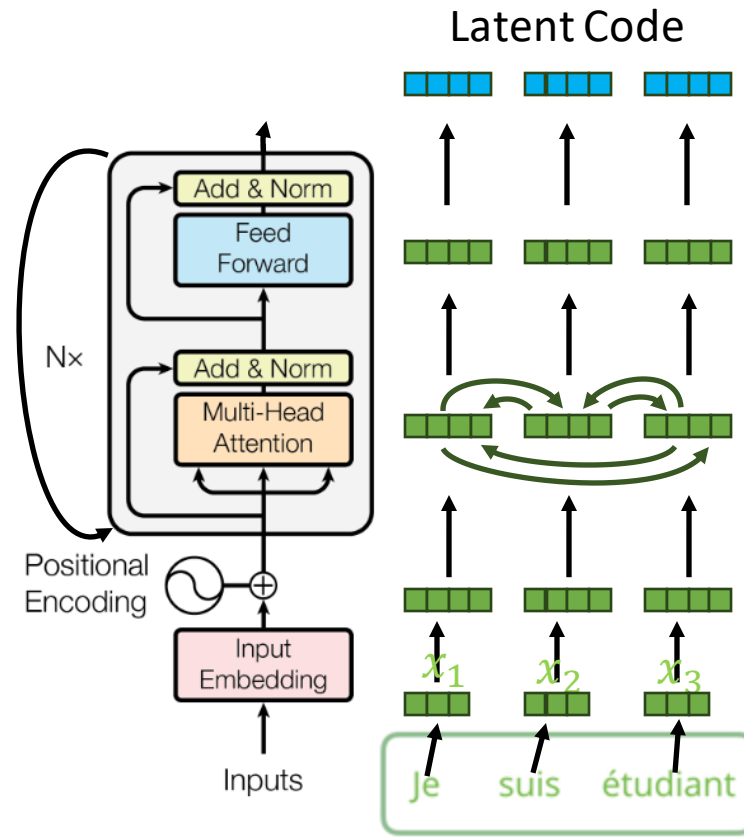 Latent Code
Add & Norm
Feed
Forward
Nx
Add & Norm
Multi-Head
Attention
Positional
Encoding
Input
Embedding
Inputs
x₁ x₂ x₃
Je suis étudiant